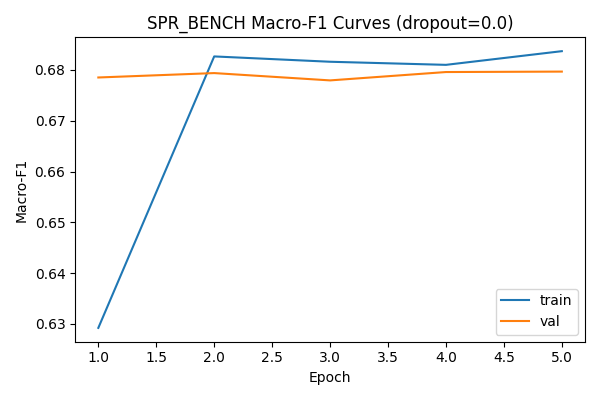 SPR_BENCH Macro-F1 Curves (dropout=0.0)
Macro-F1
0.68
0.67
0.66
0.65
0.64
0.63
1.0 1.5 2.0 2.5 3.0 3.5 4.0 4.5 5.0
Epoch
train
val